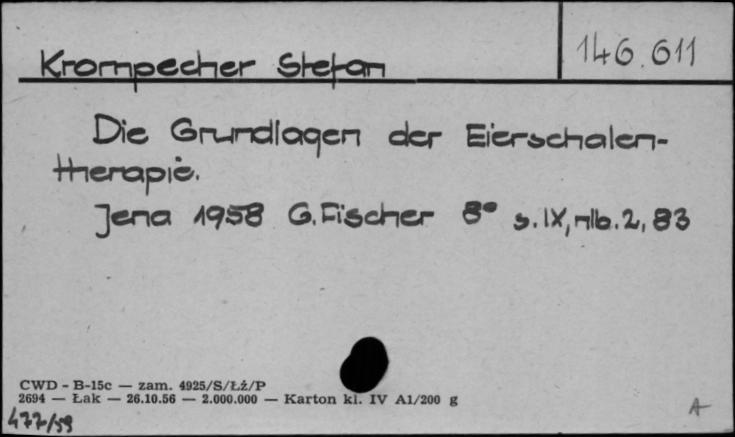 Krompecher Stefan
146.611
Die Grundlagen der Eierschalen-
therapie.
Jena 1958 G. Fischer 8° s. IX, nlb. 2, 83
CWD - B-15c — zam. 4925/S/Łż/P
2694 — Łak — 26.10.56 — 2.000.000 — Karton kl. IV A1/200 g
477/59
A